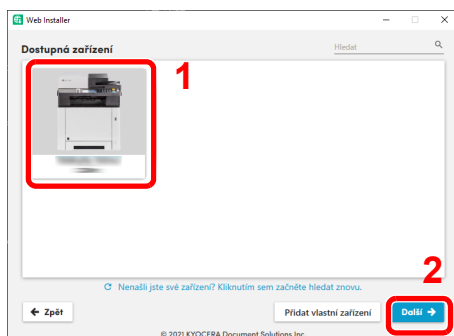 Web Installer
Dostupná zařízení
Hledat
1
2
Nenašli jste své zařízení? Kliknutím sem začněte hledat znovu.
Zpět
Přidat vlastní zařízení
Další
© 2021 KYOCERA Document Solutions Inc.